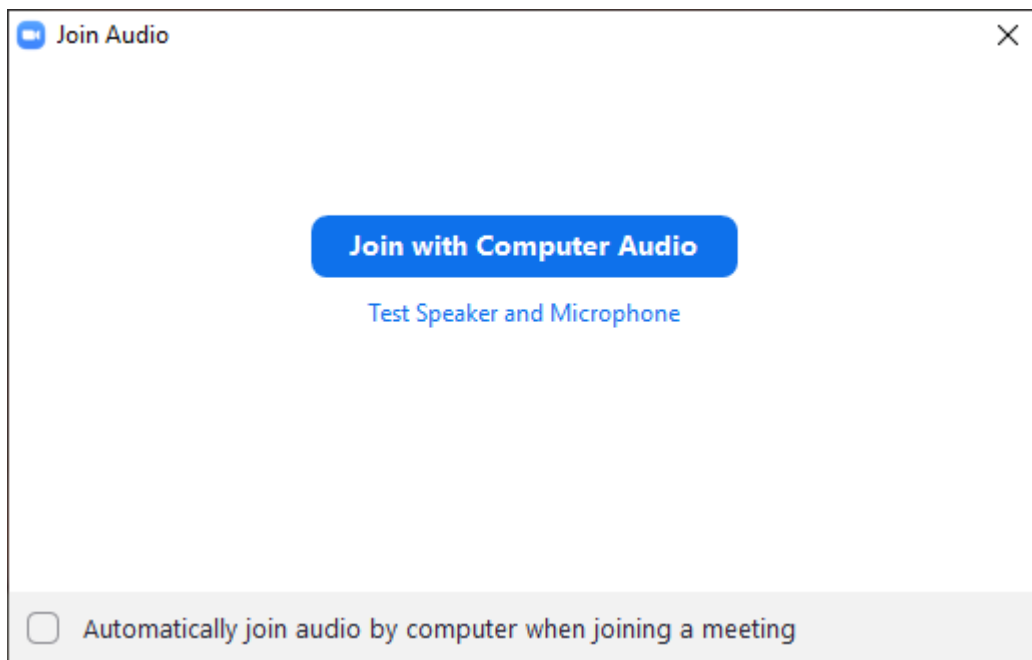 Join Audio
Join with Computer Audio
Test Speaker and Microphone
Automatically join audio by computer when joining a meeting